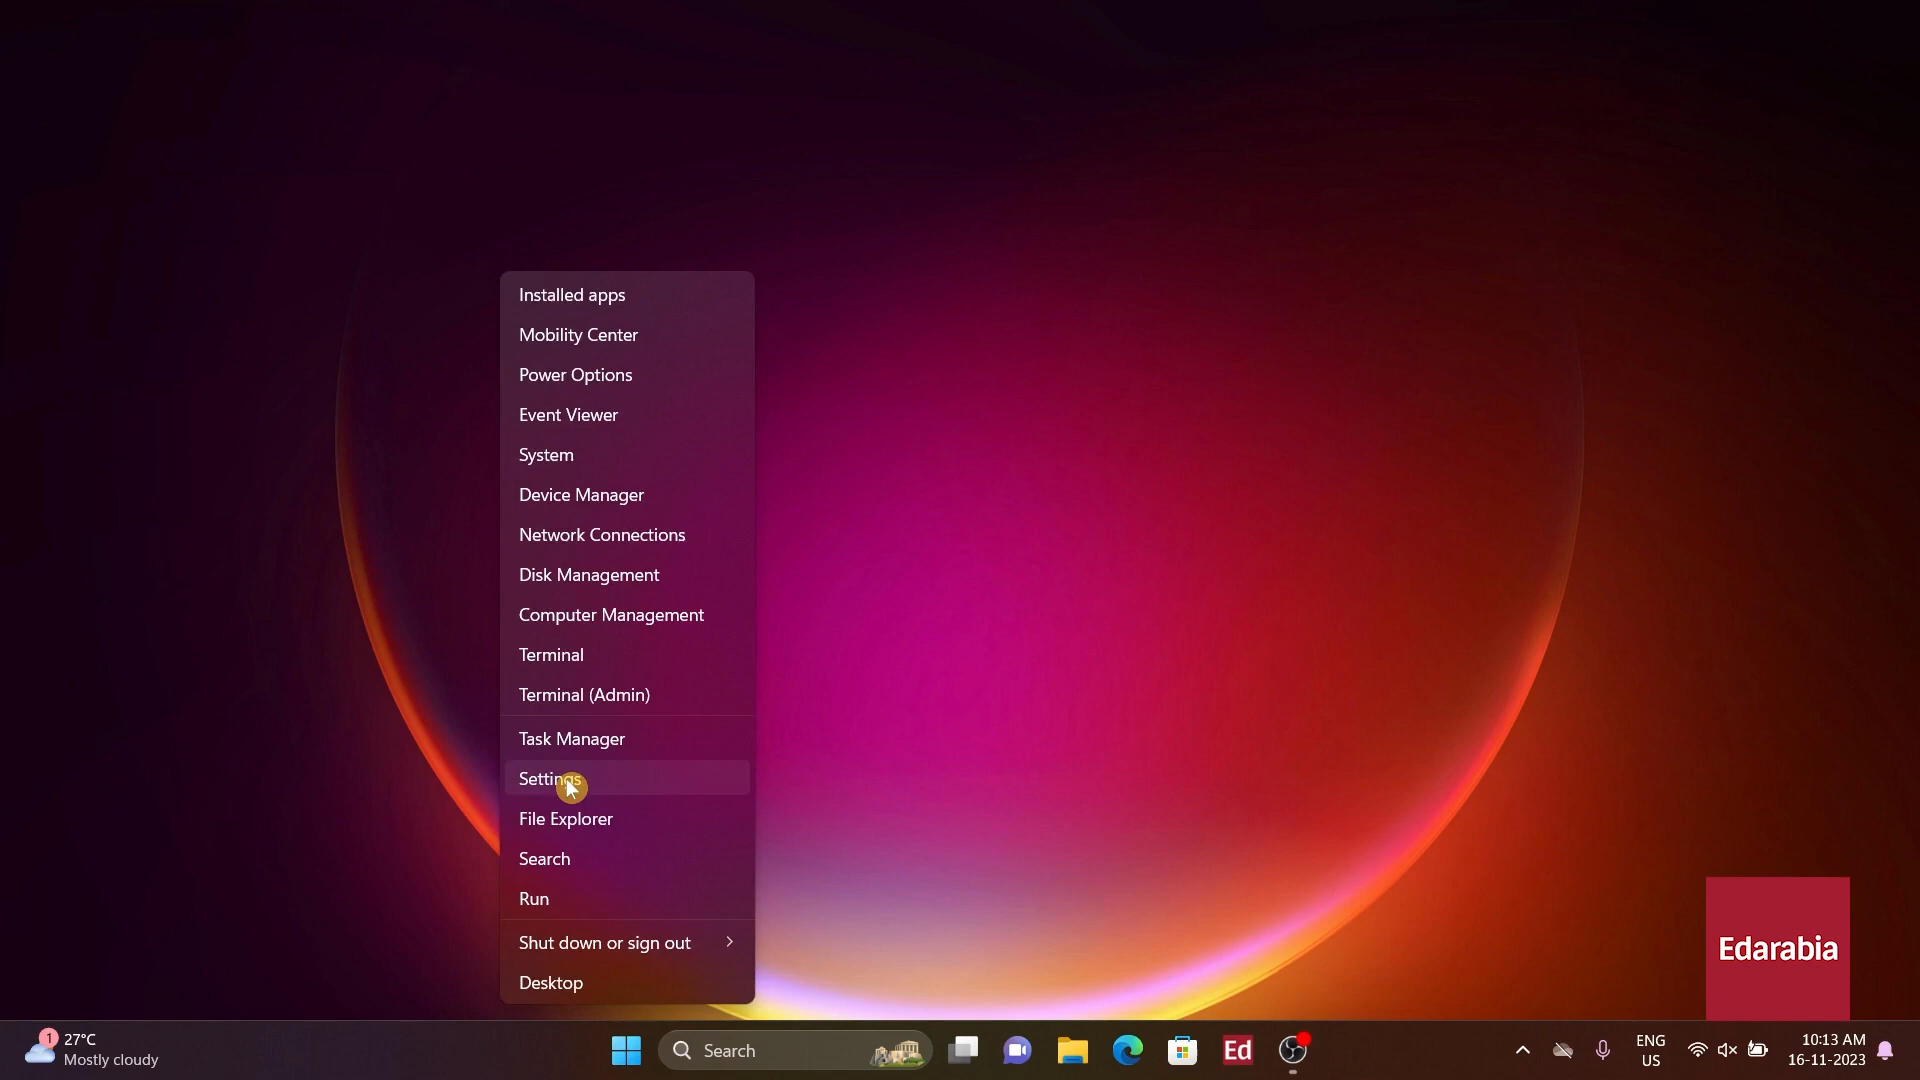 Installed apps
Mobility Center
Power Options
Event Viewer
System
Device Manager
Network Connections
Disk Management
Computer Management
Terminal
Terminal (Admin)
Task Manager
Settings
File Explorer
Search
Run
Shut down or sign out
Desktop
Edarabia
1
27°C
Mostly cloudy
Search
Ed
ENG
US
10:13 AM
16-11-2023